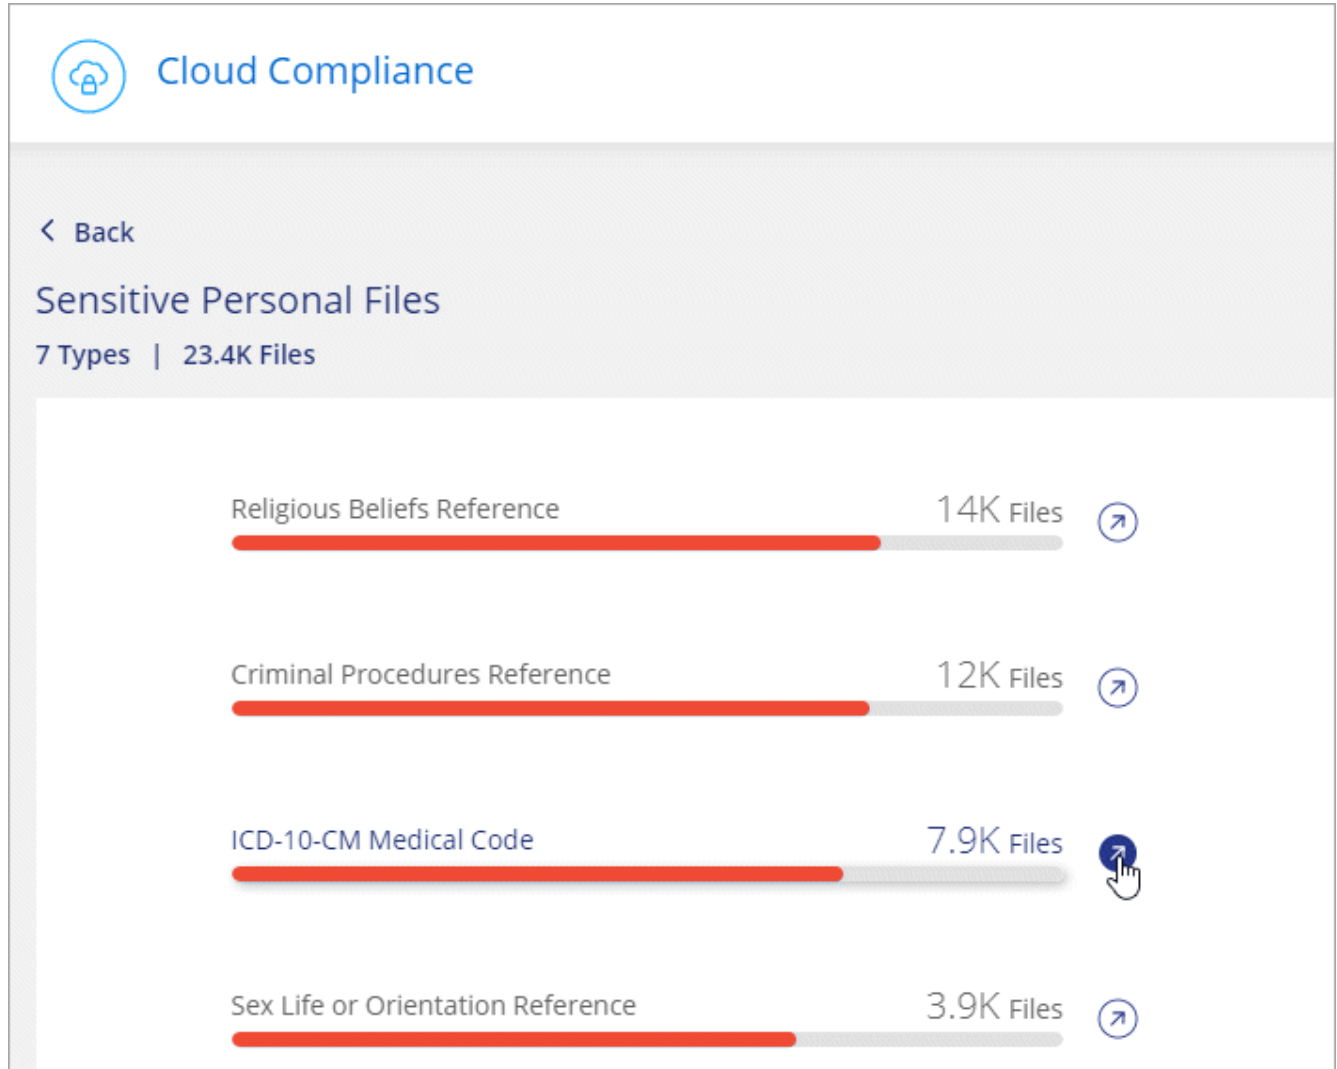 Cloud Compliance
Back
Sensitive Personal Files
7 Types | 23.4K Files
Religious Beliefs Reference 14K Files
Criminal Procedures Reference 12K Files
ICD-10-CM Medical Code 7.9K Files
Sex Life or Orientation Reference 3.9K Files